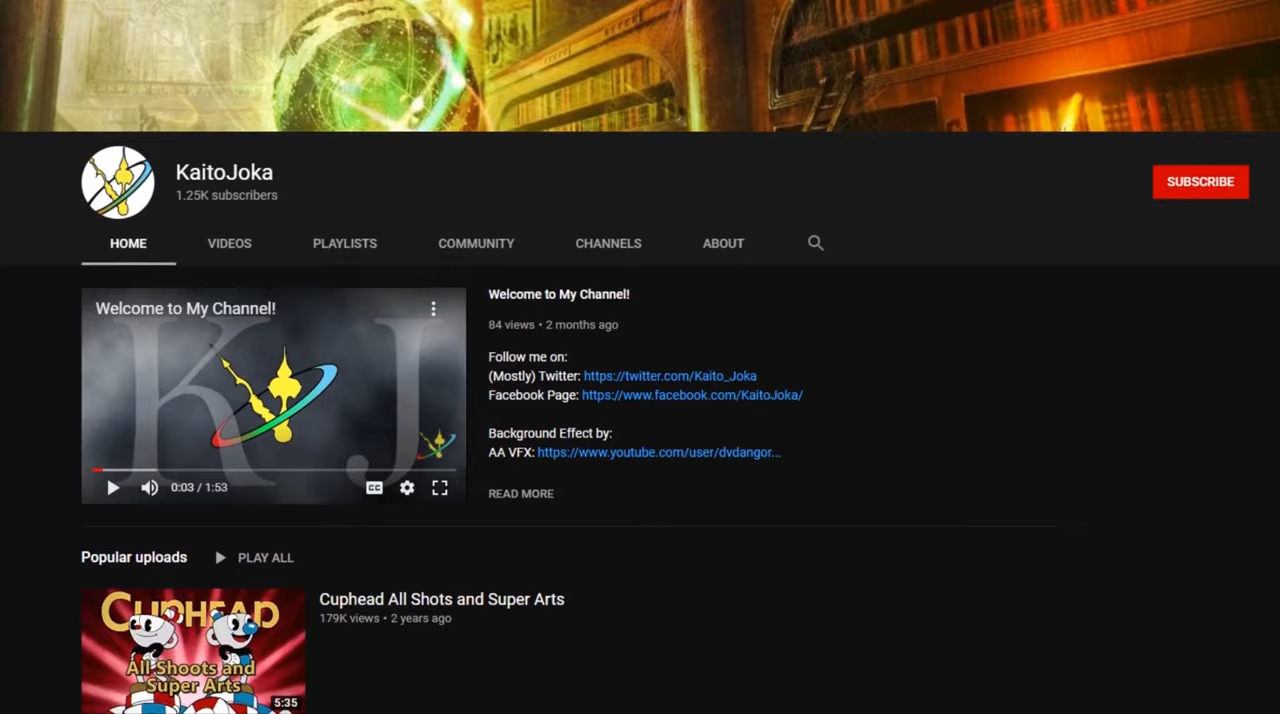 KaitoJoka
1.25K subscribers
SUBSCRIBE
HOME VIDEOS PLAYLISTS COMMUNITY CHANNELS ABOUT
Welcome to My Channel!
K J
0:03 / 1:53
CC
Welcome to My Channel!
84 views • 2 months ago
Follow me on:
(Mostly) Twitter: https://twitter.com/Kaito_Joka
Facebook Page: https://www.facebook.com/KaitoJoka/
Background Effect by:
AA VFX: https://www.youtube.com/user/dvdangor...
READ MORE
Popular uploads PLAY ALL
CUPHEAD
All Shoots and
Super Arts
5:35
Cuphead All Shots and Super Arts
179K views • 2 years ago